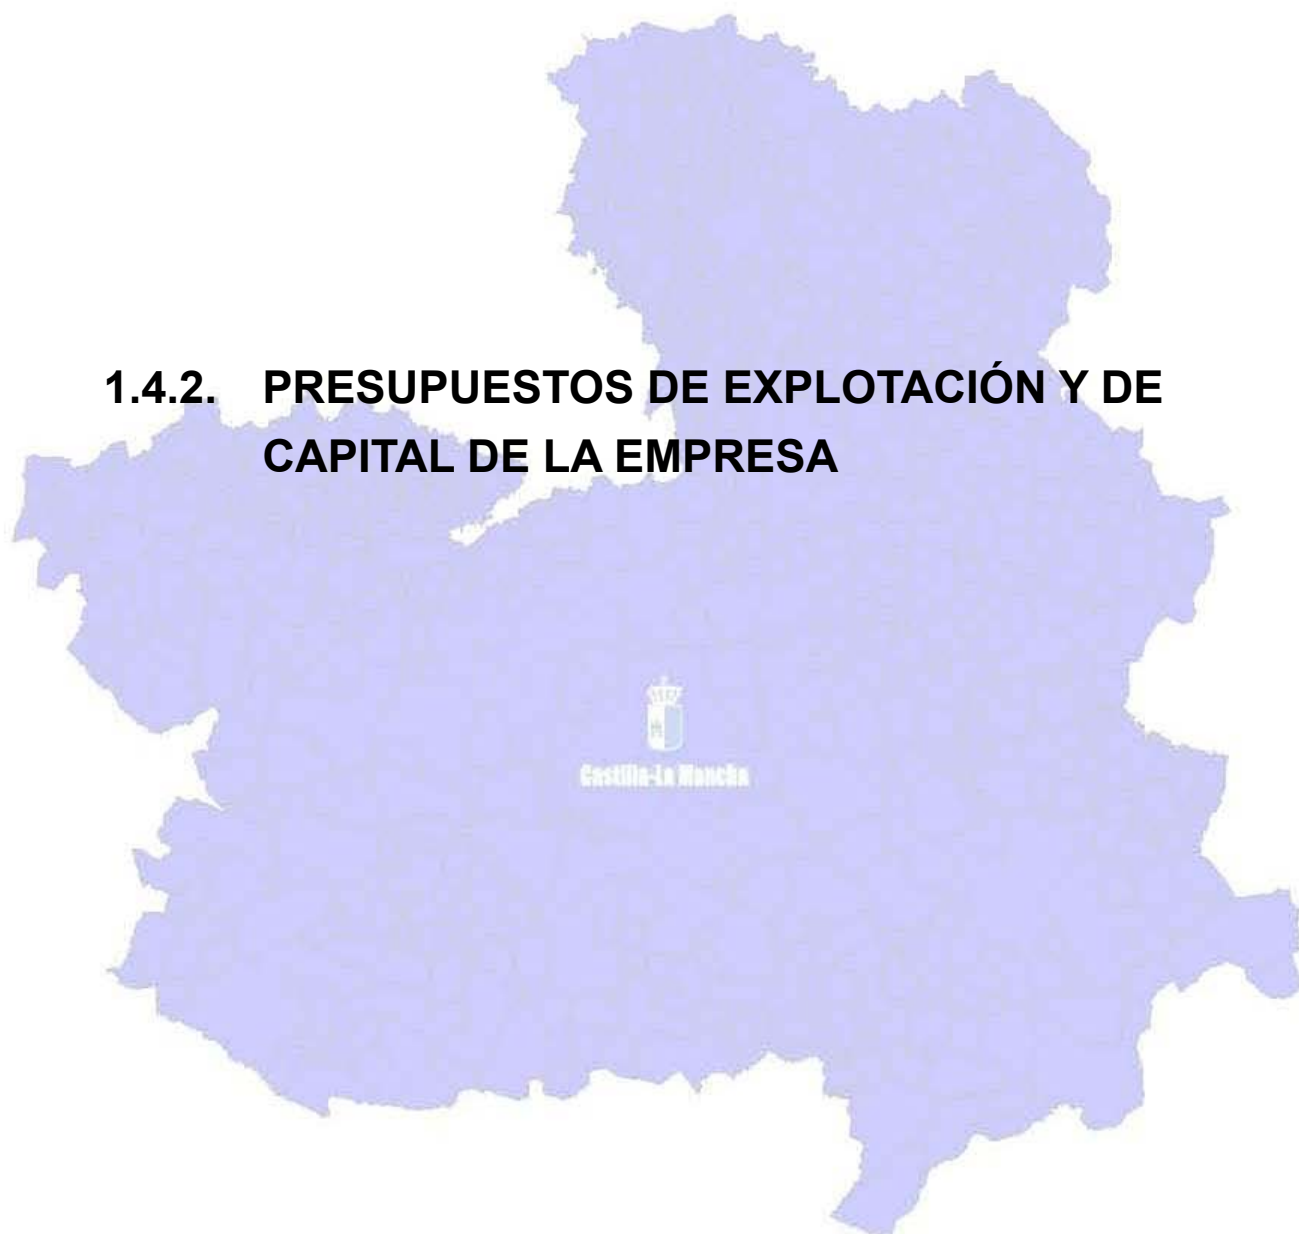 1.4.2. PRESUPUESTOS DE EXPLOTACIÓN Y DE
CAPITAL DE LA EMPRESA
Castilla-La Mancha